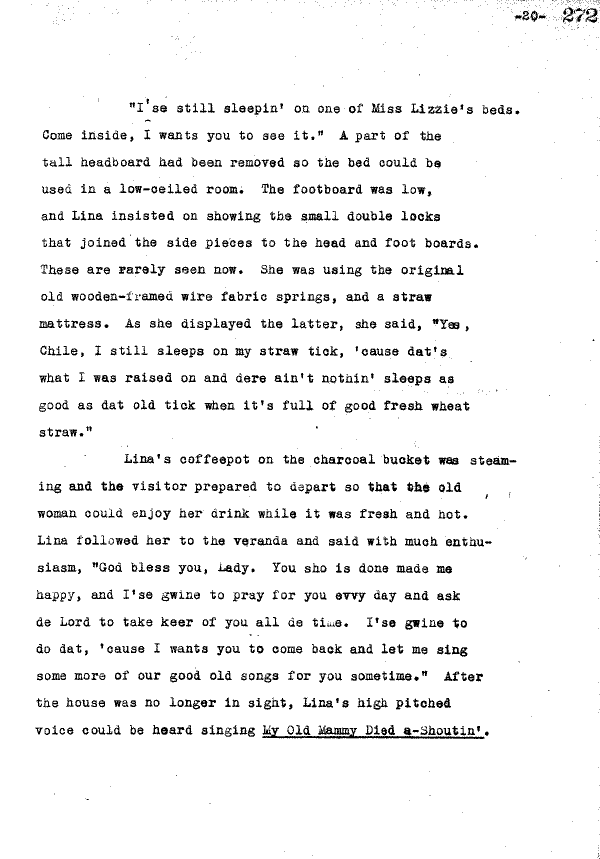 -20- 272
"I'se still sleepin' on one of Miss Lizzie's beds.
Come inside, I wants you to see it." A part of the
tall headboard had been removed so the bed could be
used in a low-ceiled room. The footboard was low,
and Lina insisted on showing the small double locks
that joined the side pieces to the head and foot boards.
These are rarely seen now. She was using the original
old wooden-framed wire fabric springs, and a straw
mattress. As she displayed the latter, she said, "Yes,
Chile, I still sleeps on my straw tick, 'cause dat's
what I was raised on and dere ain't nothin' sleeps as
good as dat old tick when it's full of good fresh wheat
straw."
Lina's coffeepot on the charcoal bucket was steam-
ing and the visitor prepared to depart so that the old
woman could enjoy her drink while it was fresh and hot.
Lina followed her to the veranda and said with much enthu-
siasm, "God bless you, Lady. You sho is done made me
happy, and I'se gwine to pray for you evvy day and ask
de Lord to take keer of you all de time. I'se gwine to
do dat, 'cause I wants you to come back and let me sing
some more of our good old songs for you sometime." After
the house was no longer in sight, Lina's high pitched
voice could be heard singing My Old Mammy Died a-Shoutin'.